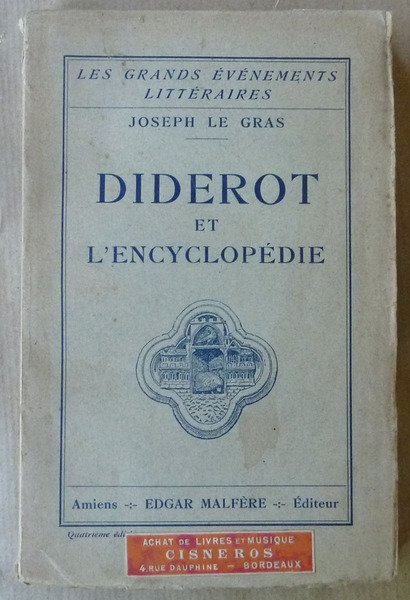 LES GRANDS ÉVÉNEMENTS
LITTÉRAIRES
JOSEPH LE GRAS
DIDEROT
ET
L'ENCYCLOPÉDIE
Amiens -:- EDGAR MALFÈRE -:- Éditeur
Quatrième
ACHAT DE LIVRES ET MUSIQUE
CISNEROS
4, RUE DAUPHINE — BORDEAUX